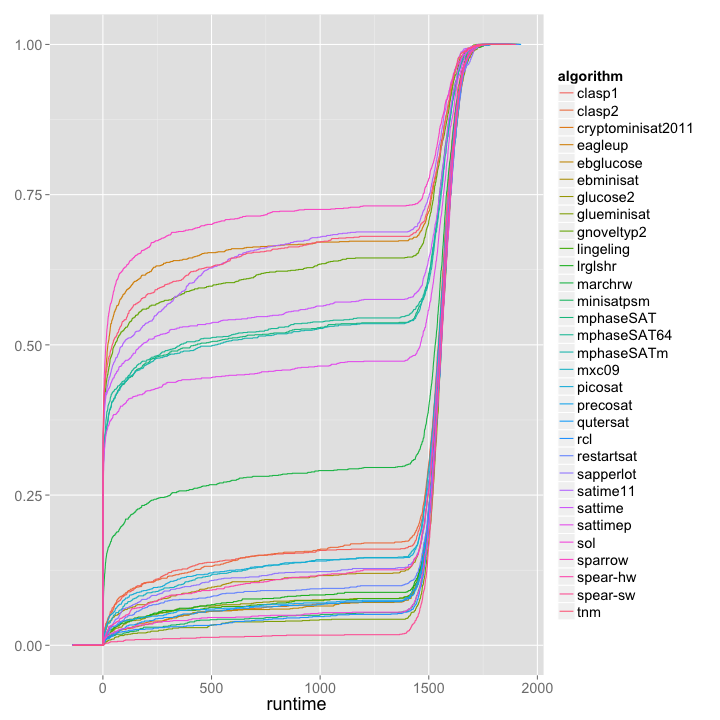 1.00
0.75
0.50
0.25
0.00
0
500
1000
1500
2000
runtime
algorithm
clasp1
clasp2
cryptominisat2011
eagleup
ebglucose
ebminisat
glucose2
glueminisat
gnoveltyp2
lingeling
lrglshr
marchrw
minisatpsm
mphaseSAT
mphaseSAT64
mphaseSATm
mxc09
picosat
precosat
qutersat
rcl
restartsat
sapperlot
satime11
sattime
sattimep
sol
sparrow
spear-hw
spear-sw
tnm